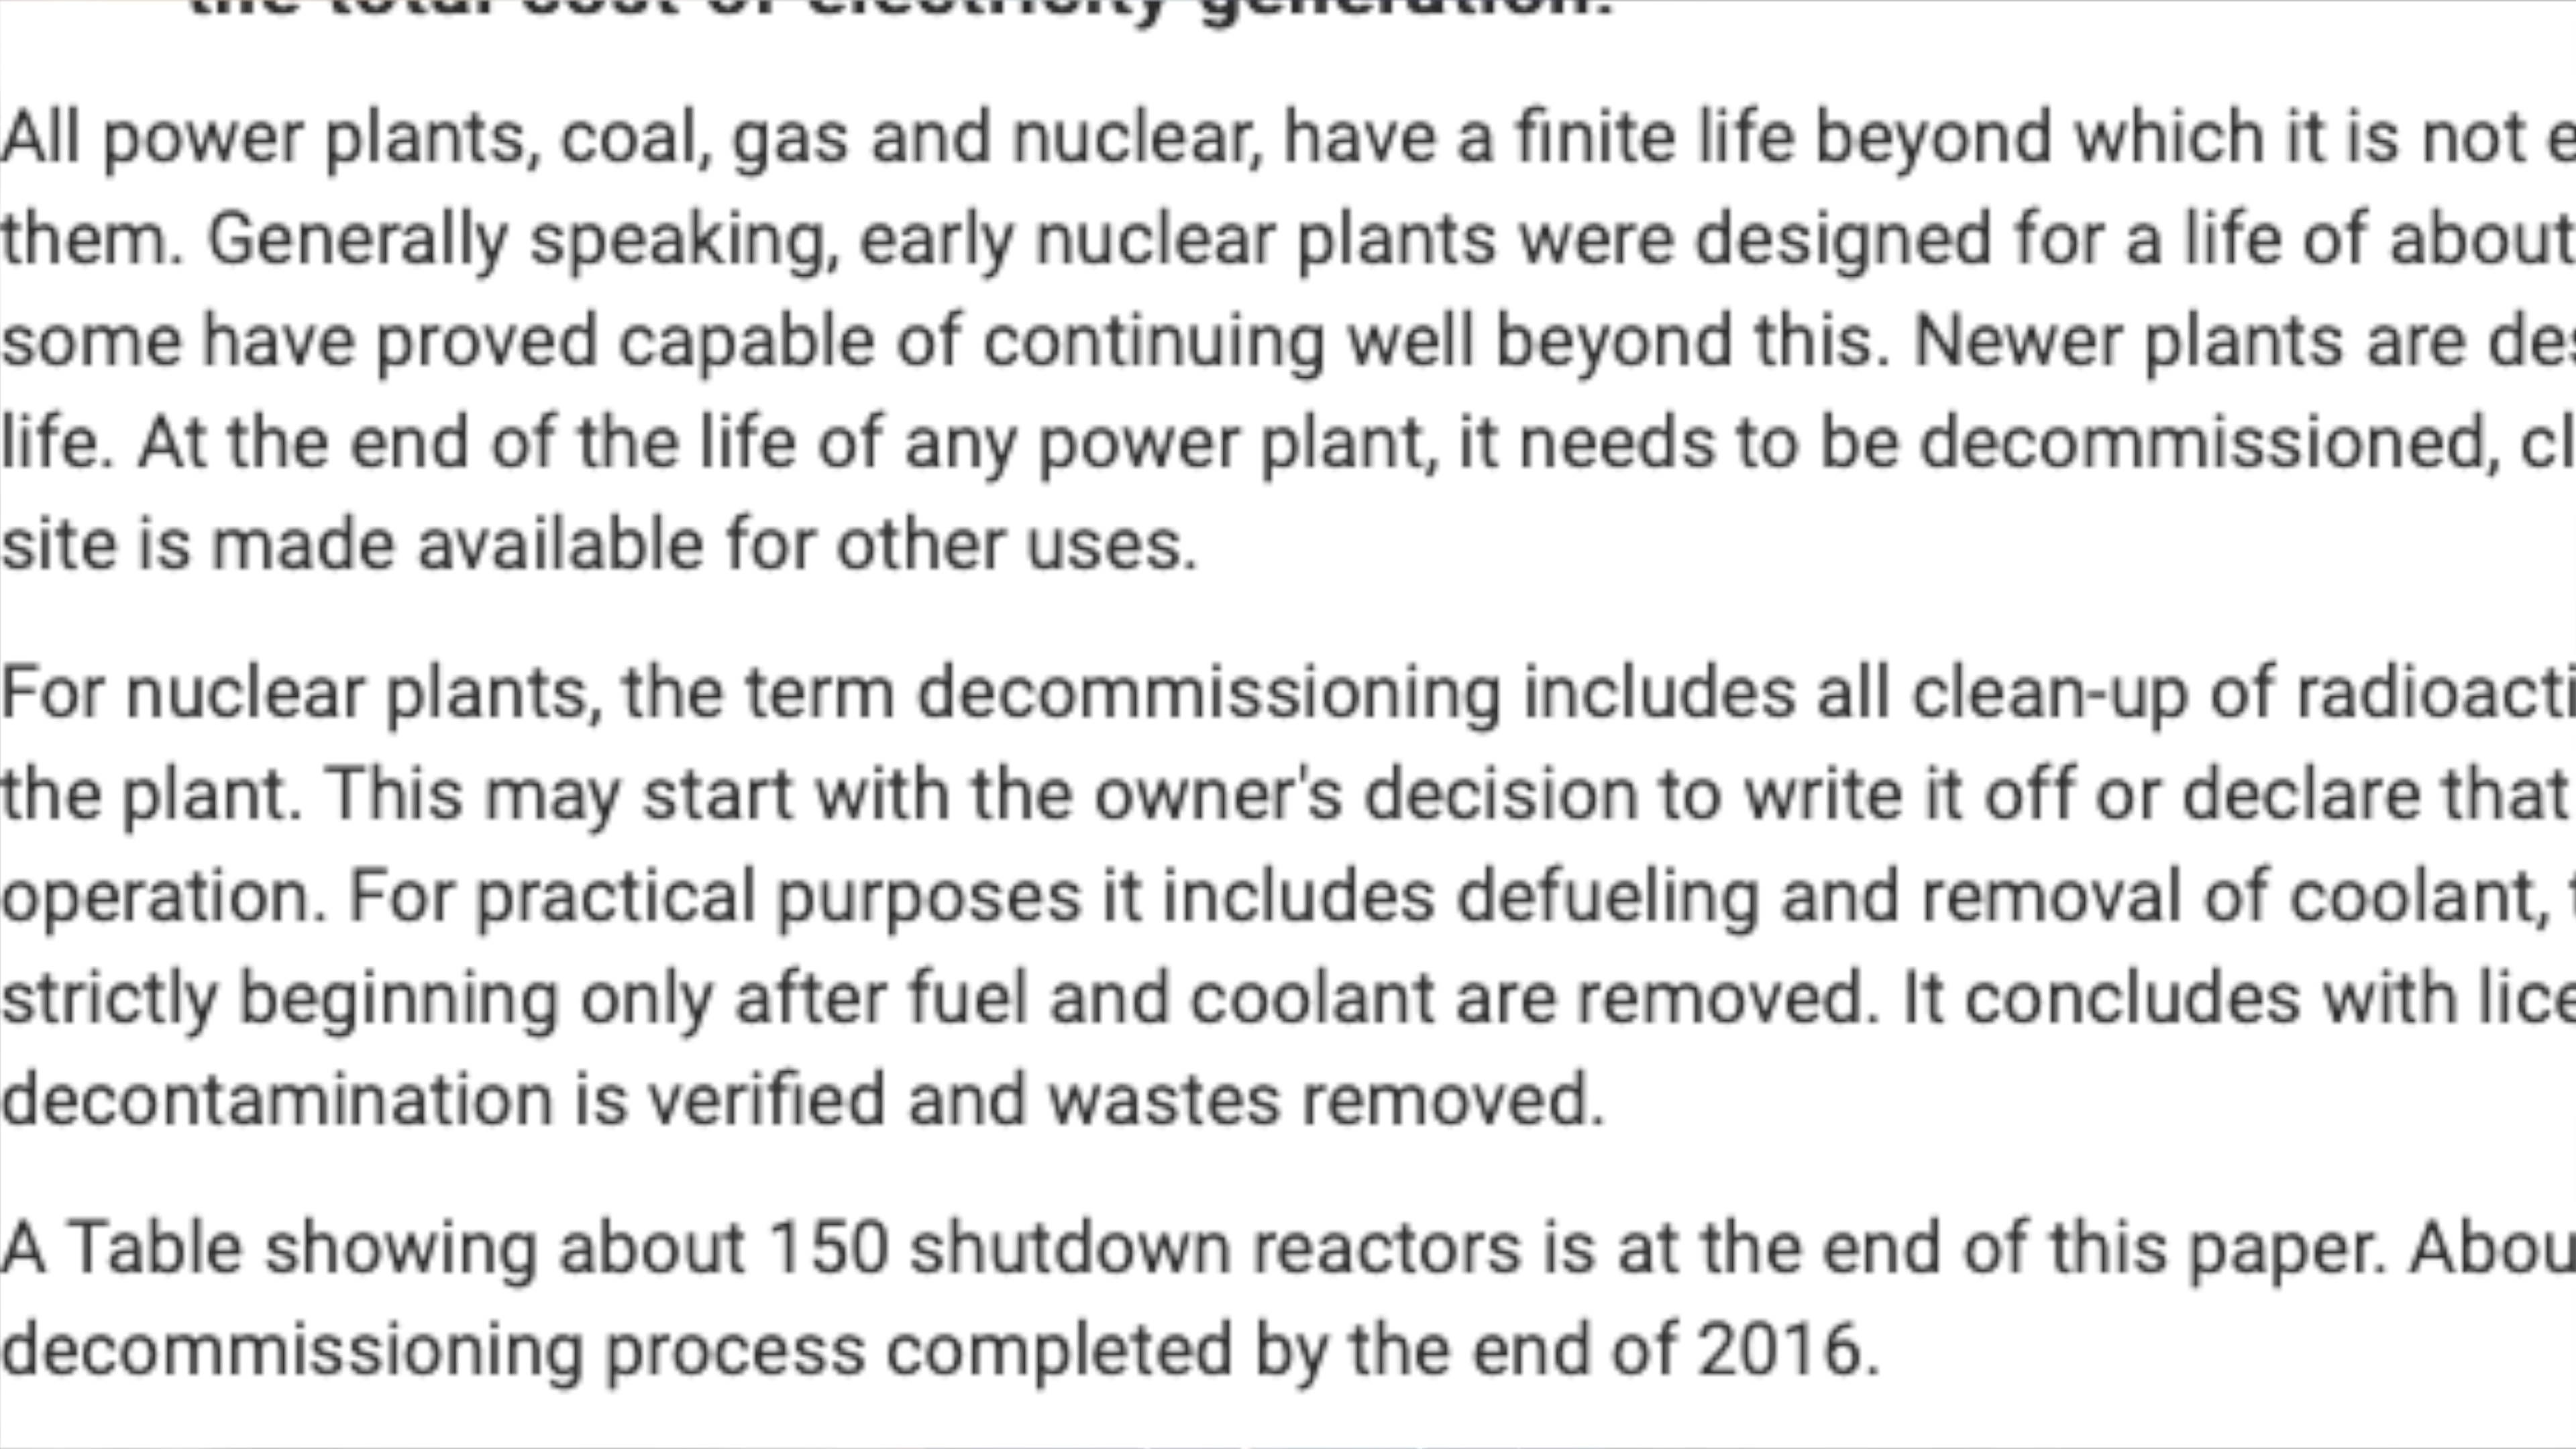 the total cost of electricity generation.
All power plants, coal, gas and nuclear, have a finite life beyond which it is not
them. Generally speaking, early nuclear plants were designed for a life of about
some have proved capable of continuing well beyond this. Newer plants are
life. At the end of the life of any power plant, it needs to be decommissioned,
site is made available for other uses.
For nuclear plants, the term decommissioning includes all clean-up of
the plant. This may start with the owner's decision to write it off or declare that
operation. For practical purposes it includes defueling and removal of coolant,
strictly beginning only after fuel and coolant are removed. It concludes with
decontamination is verified and wastes removed.
A Table showing about 150 shutdown reactors is at the end of this paper.
decommissioning process completed by the end of 2016.